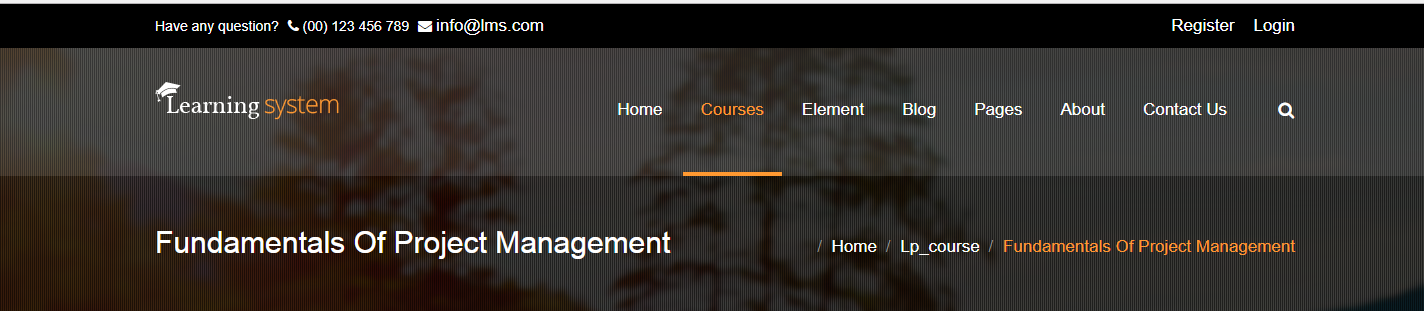 Have any question? (00) 123 456 789 info@lms.com Register Login
Learning system
Home Courses Element Blog Pages About Contact Us
Fundamentals Of Project Management
/ Home / Lp_course / Fundamentals Of Project Management